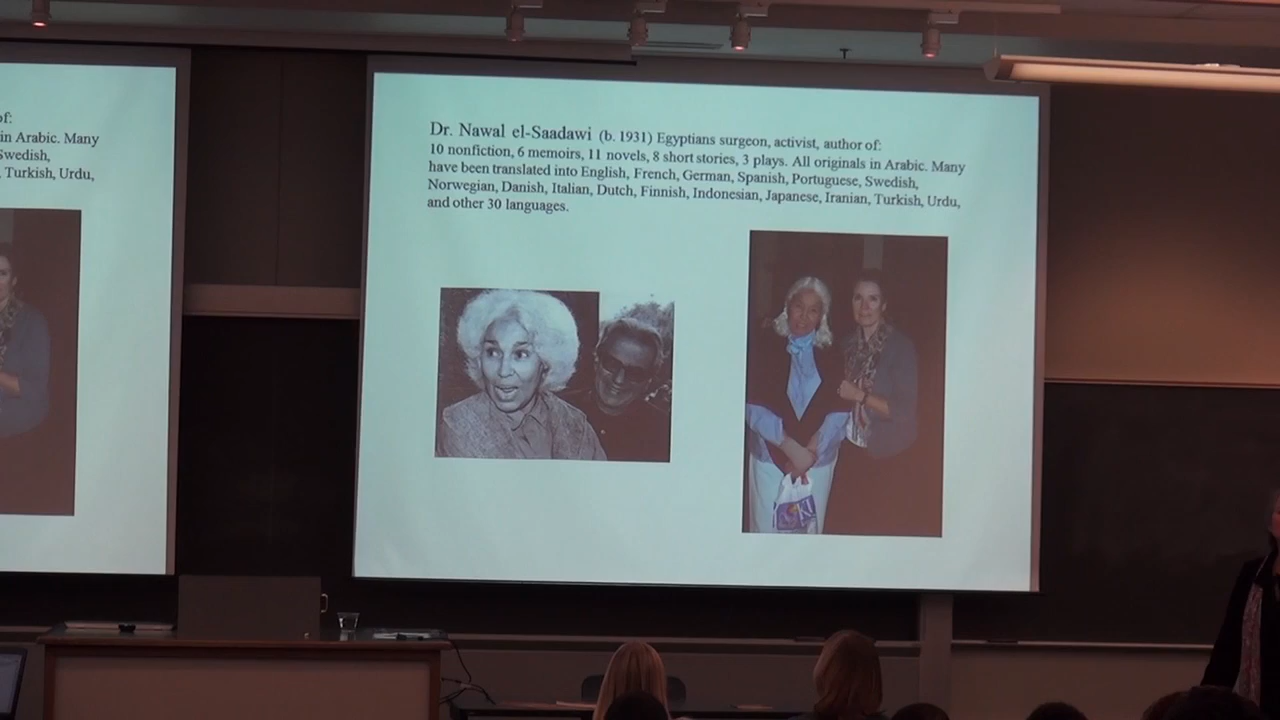 of:
in Arabic. Many
Swedish,
, Turkish, Urdu,
Dr. Nawal el-Saadawi (b. 1931) Egyptians surgeon, activist, author of:
10 nonfiction, 6 memoirs, 11 novels, 8 short stories, 3 plays. All originals in Arabic. Many
have been translated into English, French, German, Spanish, Portuguese, Swedish,
Norwegian, Danish, Italian, Dutch, Finnish, Indonesian, Japanese, Iranian, Turkish, Urdu,
and other 30 languages.